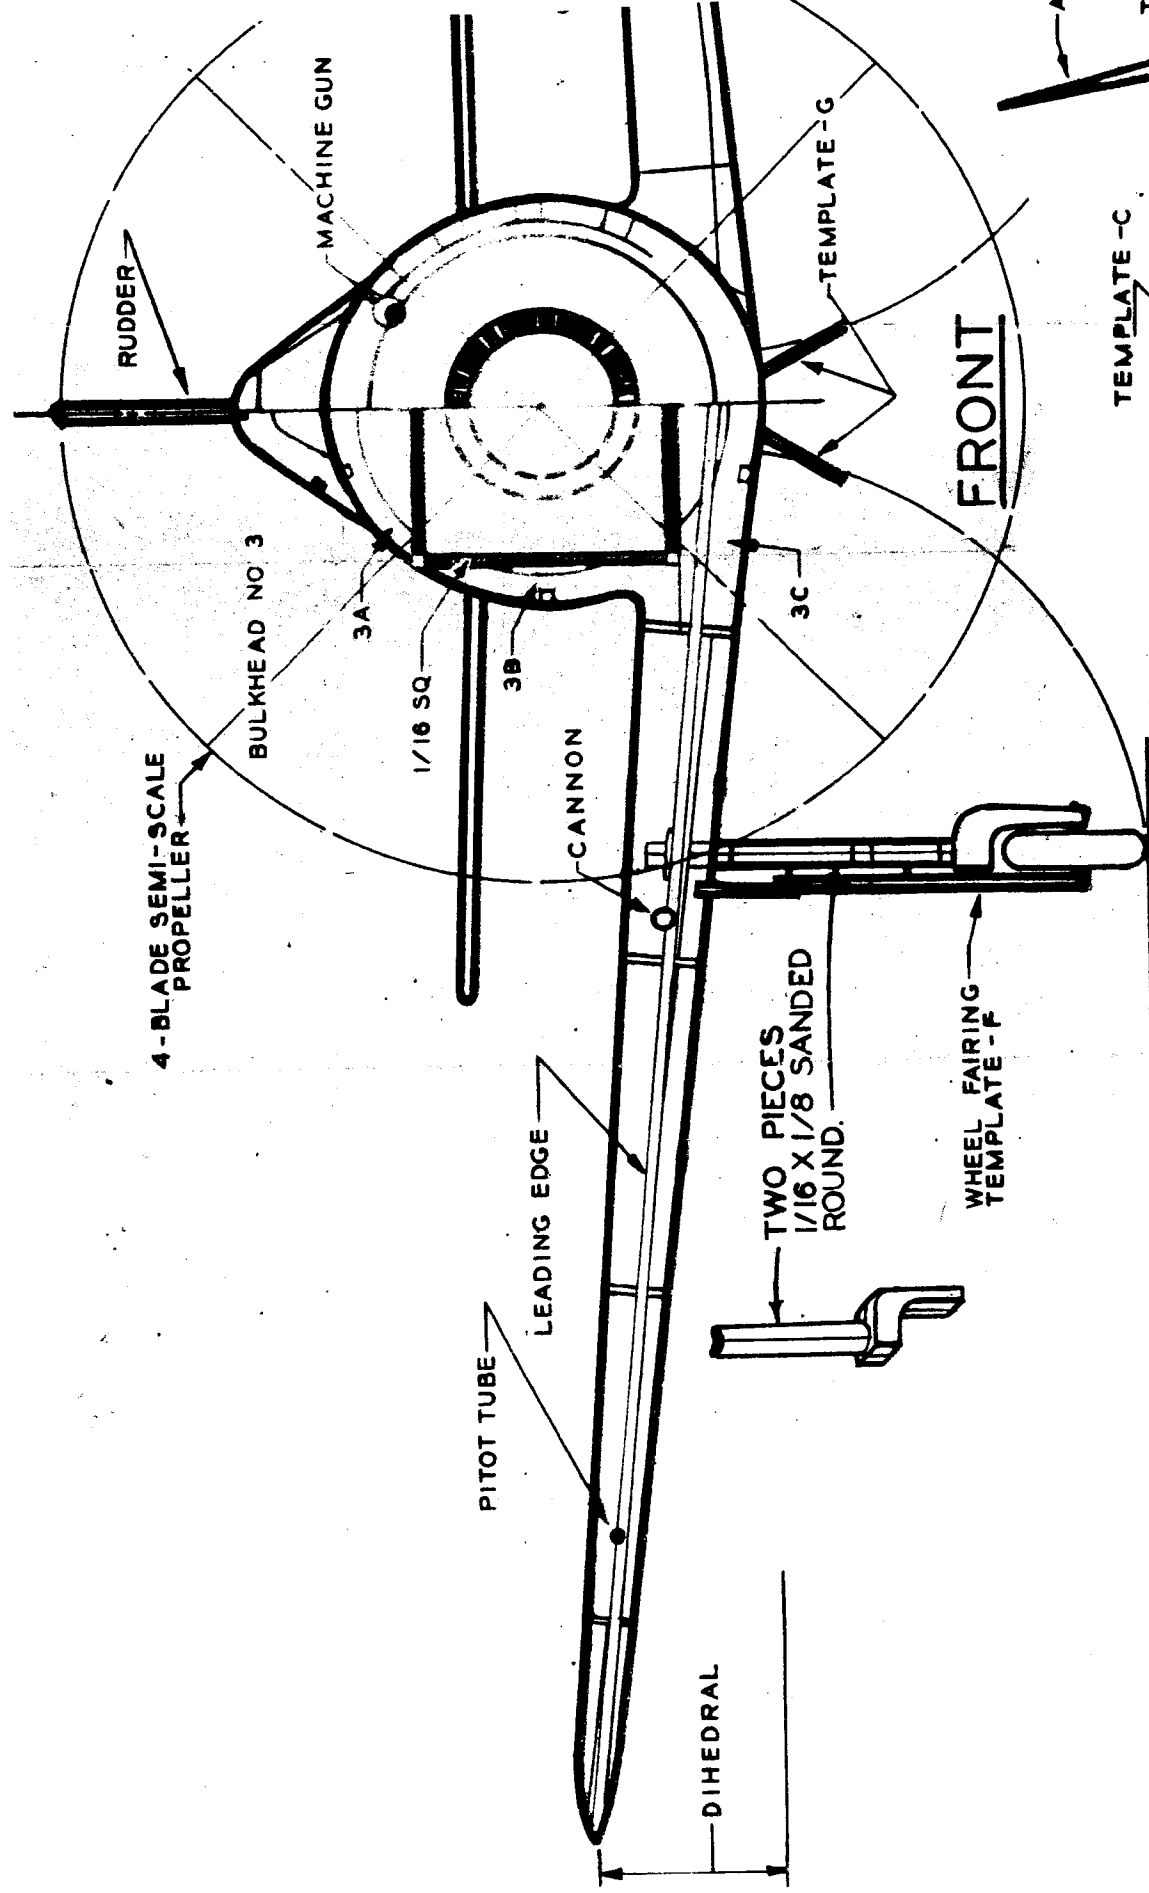 RUDDER
MACHINE GUN
4-BLADE SEMI-SCALE
PROPELLER
BULKHEAD NO 3
3A
1/16 SQ
3B
3C
CANNON
TEMPLATE-G
FRONT
TEMPLATE-C
A
T
PITOT TUBE
LEADING EDGE
TWO PIECES
1/16 X 1/8 SANDED
ROUND.
WHEEL FAIRING
TEMPLATE-F
DIHEDRAL